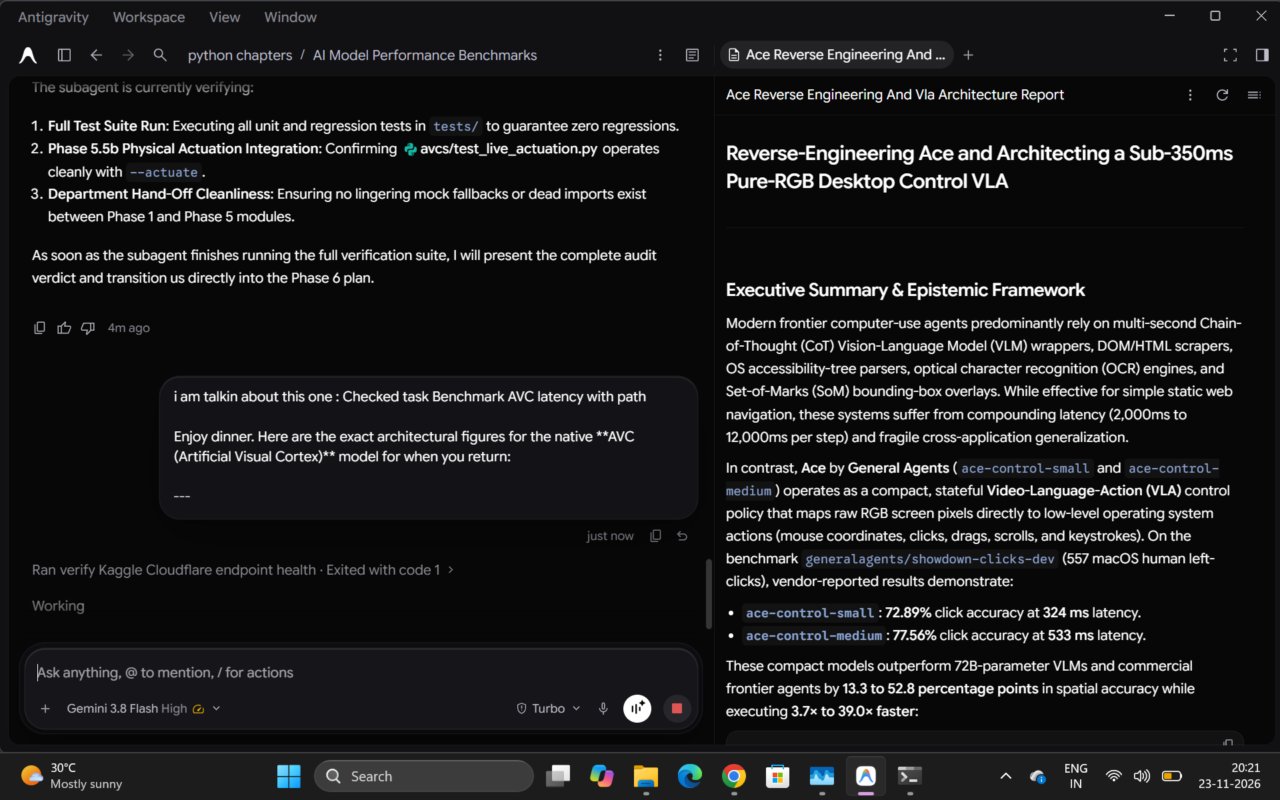 Antigravity Workspace View Window
python chapters / AI Model Performance Benchmarks
The subagent is currently verifying:
1. Full Test Suite Run: Executing all unit and regression tests in tests/ to guarantee zero regressions.
2. Phase 5.5b Physical Actuation Integration: Confirming avcs/test_live_actuation.py operates
cleanly with --actuate .
3. Department Hand-Off Cleanliness: Ensuring no lingering mock fallbacks or dead imports exist
between Phase 1 and Phase 5 modules.
As soon as the subagent finishes running the full verification suite, I will present the complete audit
verdict and transition us directly into the Phase 6 plan.
4m ago
i am talkin about this one : Checked task Benchmark AVC latency with path
Enjoy dinner. Here are the exact architectural figures for the native **AVC
(Artificial Visual Cortex)** model for when you return:
---
just now
Ran verify Kaggle Cloudflare endpoint health · Exited with code 1 >
Working
Ask anything, @ to mention, / for actions
+ Gemini 3.8 Flash High
Turbo
Ace Reverse Engineering And ... +
Ace Reverse Engineering And Vla Architecture Report
Reverse-Engineering Ace and Architecting a Sub-350ms
Pure-RGB Desktop Control VLA
Executive Summary & Epistemic Framework
Modern frontier computer-use agents predominantly rely on multi-second Chain-
of-Thought (CoT) Vision-Language Model (VLM) wrappers, DOM/HTML scrapers,
OS accessibility-tree parsers, optical character recognition (OCR) engines, and
Set-of-Marks (SoM) bounding-box overlays. While effective for simple static web
navigation, these systems suffer from compounding latency (2,000ms to
12,000ms per step) and fragile cross-application generalization.
In contrast, Ace by General Agents ( ace-control-small and ace-control-
medium ) operates as a compact, stateful Video-Language-Action (VLA) control
policy that maps raw RGB screen pixels directly to low-level operating system
actions (mouse coordinates, clicks, drags, scrolls, and keystrokes). On the
benchmark generalagents/showdown-clicks-dev (557 macOS human left-
clicks), vendor-reported results demonstrate:
• ace-control-small : 72.89% click accuracy at 324 ms latency.
• ace-control-medium : 77.56% click accuracy at 533 ms latency.
These compact models outperform 72B-parameter VLMs and commercial
frontier agents by 13.3 to 52.8 percentage points in spatial accuracy while
executing 3.7× to 39.0× faster:
30°C
Mostly sunny
Search
ENG
IN
20:21
23-11-2026